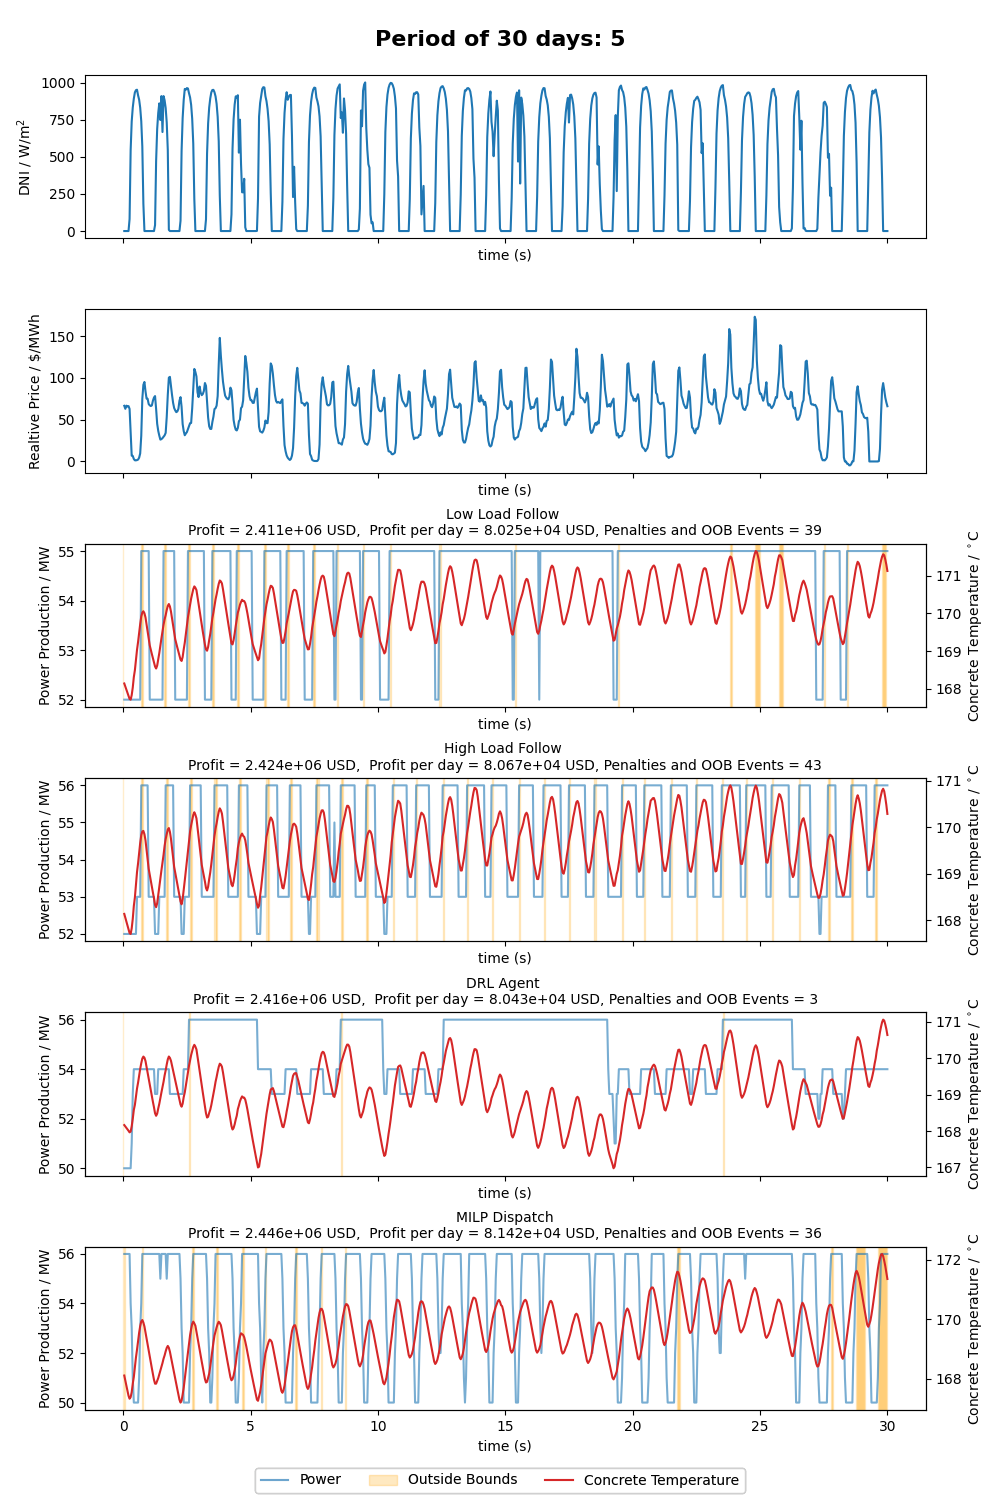 Period of 30 days: 5
1000
750
500
250
0
DNI / W/m²
time (s)
150
100
50
0
Realtive Price / $/MWh
time (s)
Low Load Follow
Profit = 2.411e+06 USD,  Profit per day = 8.025e+04 USD, Penalties and OOB Events = 39
55
54
53
52
Power Production / MW
171
170
169
168
Concrete Temperature / °C
time (s)
High Load Follow
Profit = 2.424e+06 USD,  Profit per day = 8.067e+04 USD, Penalties and OOB Events = 43
56
55
54
53
52
Power Production / MW
171
170
169
168
Concrete Temperature / °C
time (s)
DRL Agent
Profit = 2.416e+06 USD,  Profit per day = 8.043e+04 USD, Penalties and OOB Events = 3
56
54
52
50
Power Production / MW
171
170
169
168
167
Concrete Temperature / °C
time (s)
MILP Dispatch
Profit = 2.446e+06 USD,  Profit per day = 8.142e+04 USD, Penalties and OOB Events = 36
56
54
52
50
Power Production / MW
172
170
168
Concrete Temperature / °C
0 5 10 15 20 25 30
time (s)
Power Outside Bounds Concrete Temperature